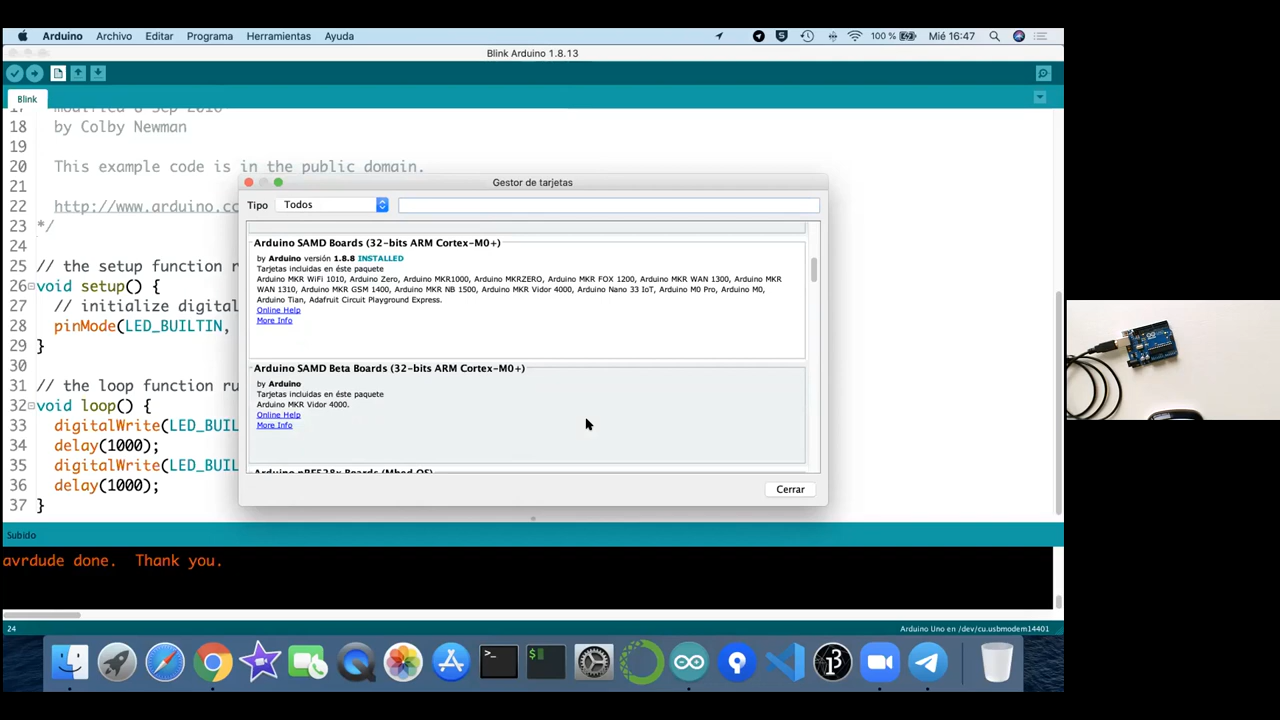 Arduino Archivo Editar Programa Herramientas Ayuda 100 % Mié 16:47
Blink Arduino 1.8.13
Blink
18 by Colby Newman
19
20 This example code is in the public domain.
21
22 http://www.arduino.cc
23 */
24
25 // the setup function r
26 void setup() {
27 // initialize digital
28 pinMode(LED_BUILTIN,
29 }
30
31 // the loop function ru
32 void loop() {
33 digitalWrite(LED_BUIL
34 delay(1000);
35 digitalWrite(LED_BUIL
36 delay(1000);
37 }
Gestor de tarjetas
Tipo Todos
Arduino SAMD Boards (32-bits ARM Cortex-M0+)
by Arduino versión 1.8.8 INSTALLED
Tarjetas incluidas en éste paquete
Arduino MKR WiFi 1010, Arduino Zero, Arduino MKR1000, Arduino MKRZERO, Arduino MKR FOX 1200, Arduino MKR WAN 1300, Arduino MKR
WAN 1310, Arduino MKR GSM 1400, Arduino MKR NB 1500, Arduino MKR Vidor 4000, Arduino Nano 33 IoT, Arduino M0 Pro, Arduino M0,
Arduino Tian, Adafruit Circuit Playground Express.
Online Help
More Info
Arduino SAMD Beta Boards (32-bits ARM Cortex-M0+)
by Arduino
Tarjetas incluidas en éste paquete
Arduino MKR Vidor 4000.
Online Help
More Info
Arduino nRF528x Boards (Mbed OS)
Cerrar
Subido
avrdude done. Thank you.
24 Arduino Uno en /dev/cu.usbmodem14401